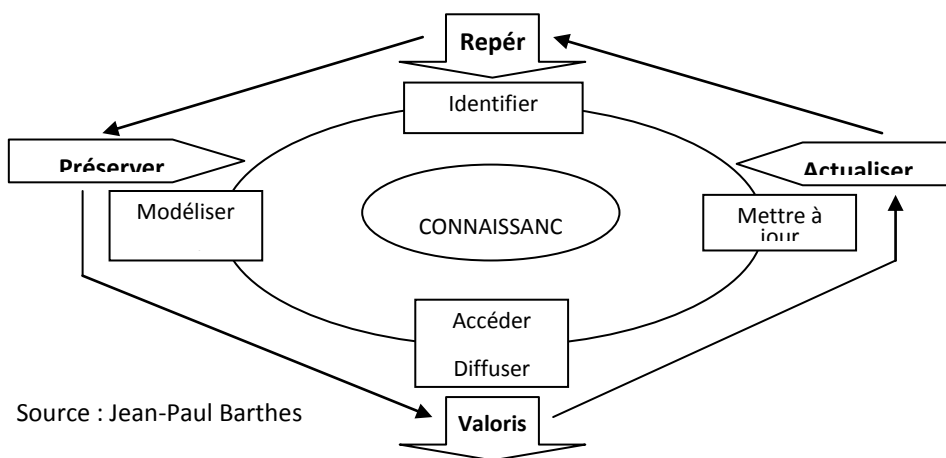 Repér
Identifier
Préserver
Actualiser
Modéliser
CONNAISSANC
Mettre à
jour
Accéder
Diffuser
Source : Jean-Paul Barthes
Valoris